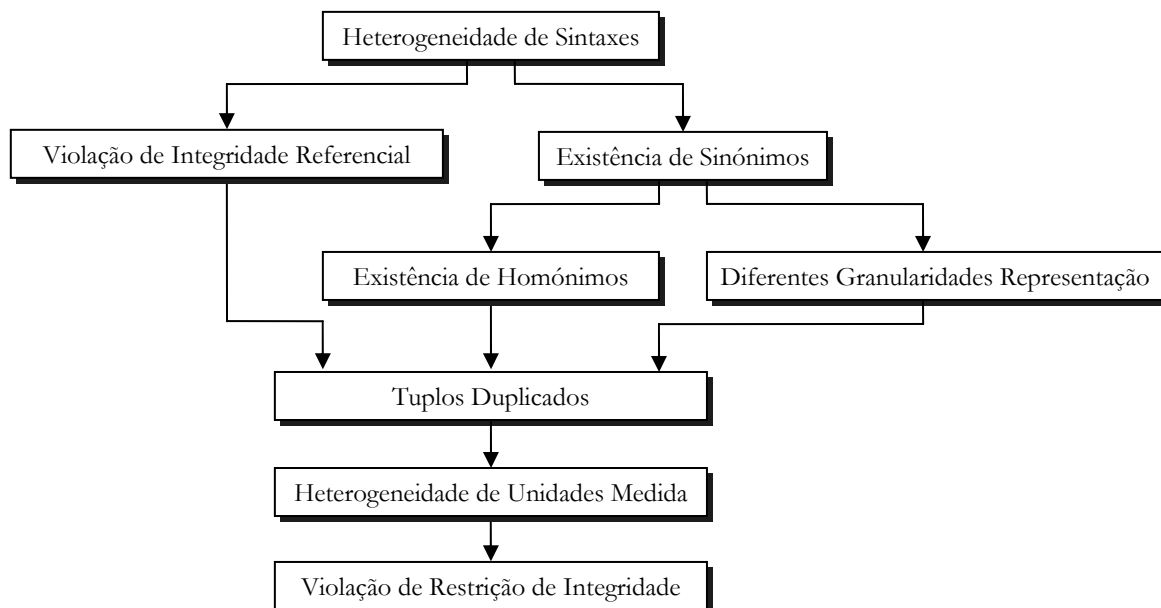 Heterogeneidade de Sintaxes
Violação de Integridade Referencial
Existência de Sinónimos
Existência de Homónimos
Diferentes Granularidades Representação
Tuplos Duplicados
Heterogeneidade de Unidades Medida
Violação de Restrição de Integridade